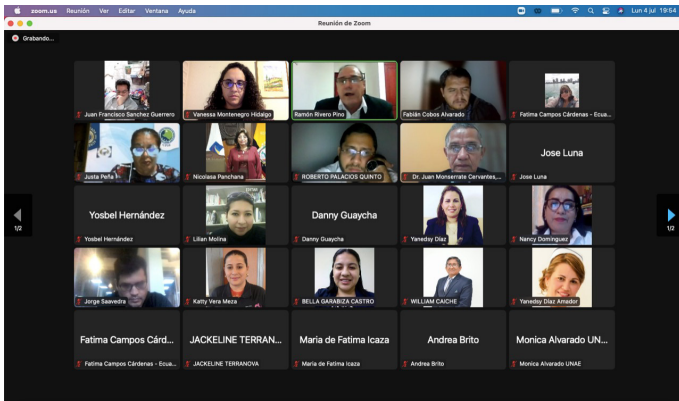 zoom.us Reunión Ver Editar Ventana Ayuda
Lun 4 jul 19:54
Reunión de Zoom
Grabando...
Juan Francisco Sanchez Guerrero
Vanessa Montenegro Hidalgo
Ramón Rivero Pino
Fabián Cobos Alvarado
Fatima Campos Cárdenas - Ecua...
Justa Peña
Nicolasa Panchana
ROBERTO PALACIOS QUINTO
Dr. Juan Monserrate Cervantes,...
Jose Luna
Jose Luna
Yosbel Hernández
Yosbel Hernández
Lilian Molina
Danny Guaycha
Danny Guaycha
Yanedsy Díaz
Nancy Domínguez
1/2
1/2
Jorge Saavedra
Katty Vera Meza
BELLA GARABIZA CASTRO
WILLIAM CAICHE
Yanedsy Díaz Amador
Fatima Campos Cárd...
Fatima Campos Cárdenas - Ecua...
JACKELINE TERRAN...
JACKELINE TERRANOVA
Maria de Fatima Icaza
Maria de Fatima Icaza
Andrea Brito
Andrea Brito
Monica Alvarado UN...
Monica Alvarado UNAE